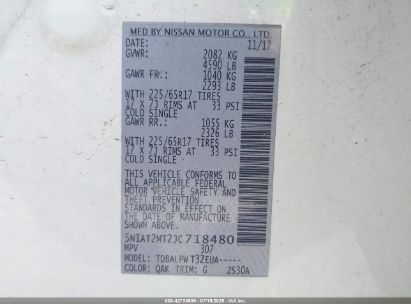 MFD BY NISSAN MOTOR CO., LTD.
DATE: 11/17
GVWR: 2082 KG
4590 LB
GAWR FR.: 1040 KG
2293 LB
WITH 225/65R17 TIRES
17 X 7J RIMS AT 33 PSI
COLD SINGLE
GAWR RR.: 1055 KG
2326 LB
WITH 225/65R17 TIRES
17 X 7J RIMS AT 33 PSI
COLD SINGLE
THIS VEHICLE CONFORMS TO
ALL APPLICABLE FEDERAL
MOTOR VEHICLE SAFETY AND
THEFT PREVENTION
STANDARDS IN EFFECT ON
THE DATE OF MANUFACTURE
SHOWN ABOVE.
5N1AT2MT2JC718480
MPV 307
MODEL: TDBALPWT32EUA-----
COLOR: QAK TRIM: G ZS30A